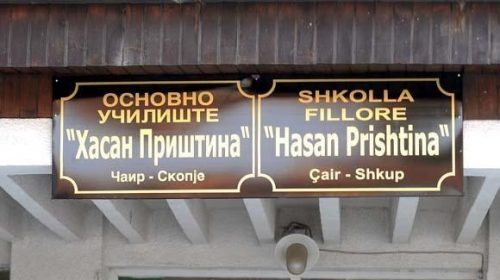 ОСНОВНО
УЧИЛИШТЕ
"Хасан Приштина"
Чаир - Скопје
SHKOLLA
FILLORE
"Hasan Prishtina"
Çair - Shkup